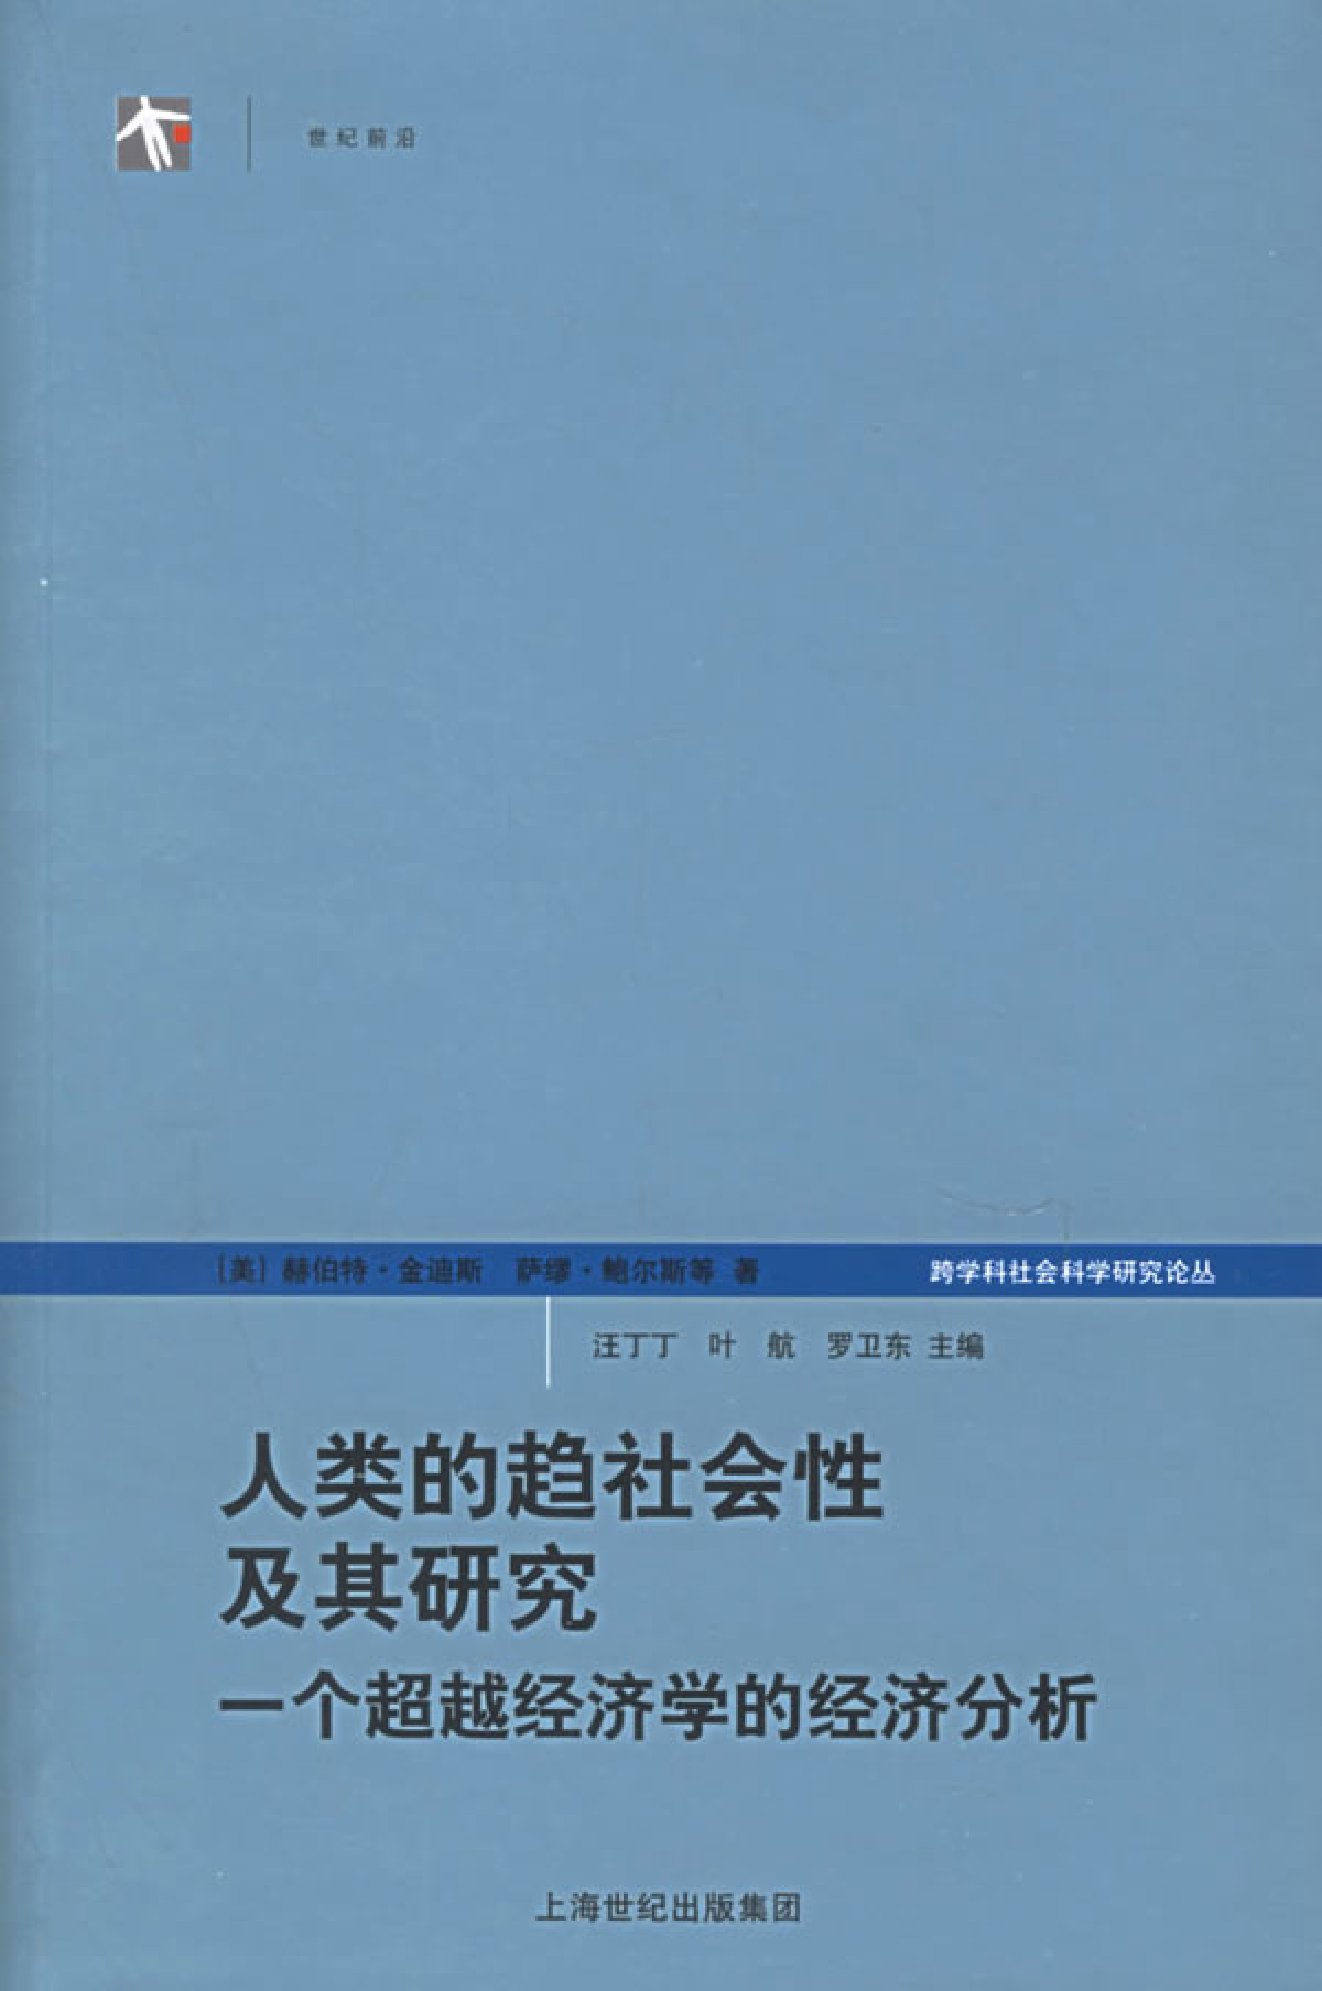 世纪前沿
［美］赫伯特·金迪斯 萨缪·鲍尔斯等 著
跨学科社会科学研究论丛
汪丁丁 叶 航 罗卫东 主编
人类的趋社会性
及其研究
一个超越经济学的经济分析
上海世纪出版集团